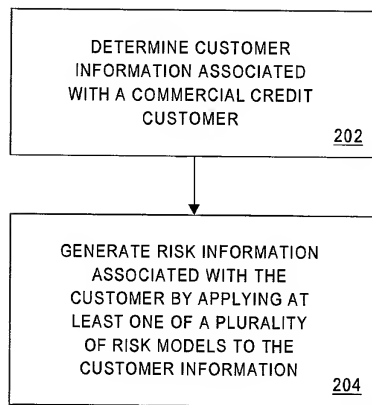 DETERMINE CUSTOMER
INFORMATION ASSOCIATED
WITH A COMMERCIAL CREDIT
CUSTOMER
202
GENERATE RISK INFORMATION
ASSOCIATED WITH THE
CUSTOMER BY APPLYING AT
LEAST ONE OF A PLURALITY
OF RISK MODELS TO THE
CUSTOMER INFORMATION
204